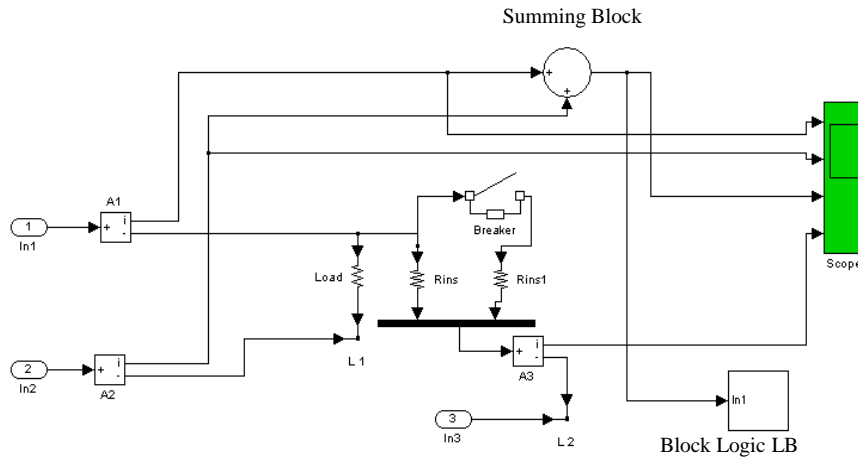 Summing Block
+
+
A1
i
+
-
1
In1
Breaker
Scope
Load
Rins
Rins1
L 1
i
+
-
A3
2
In2
i
+
-
A2
3
In3
L 2
In1
Block Logic LB